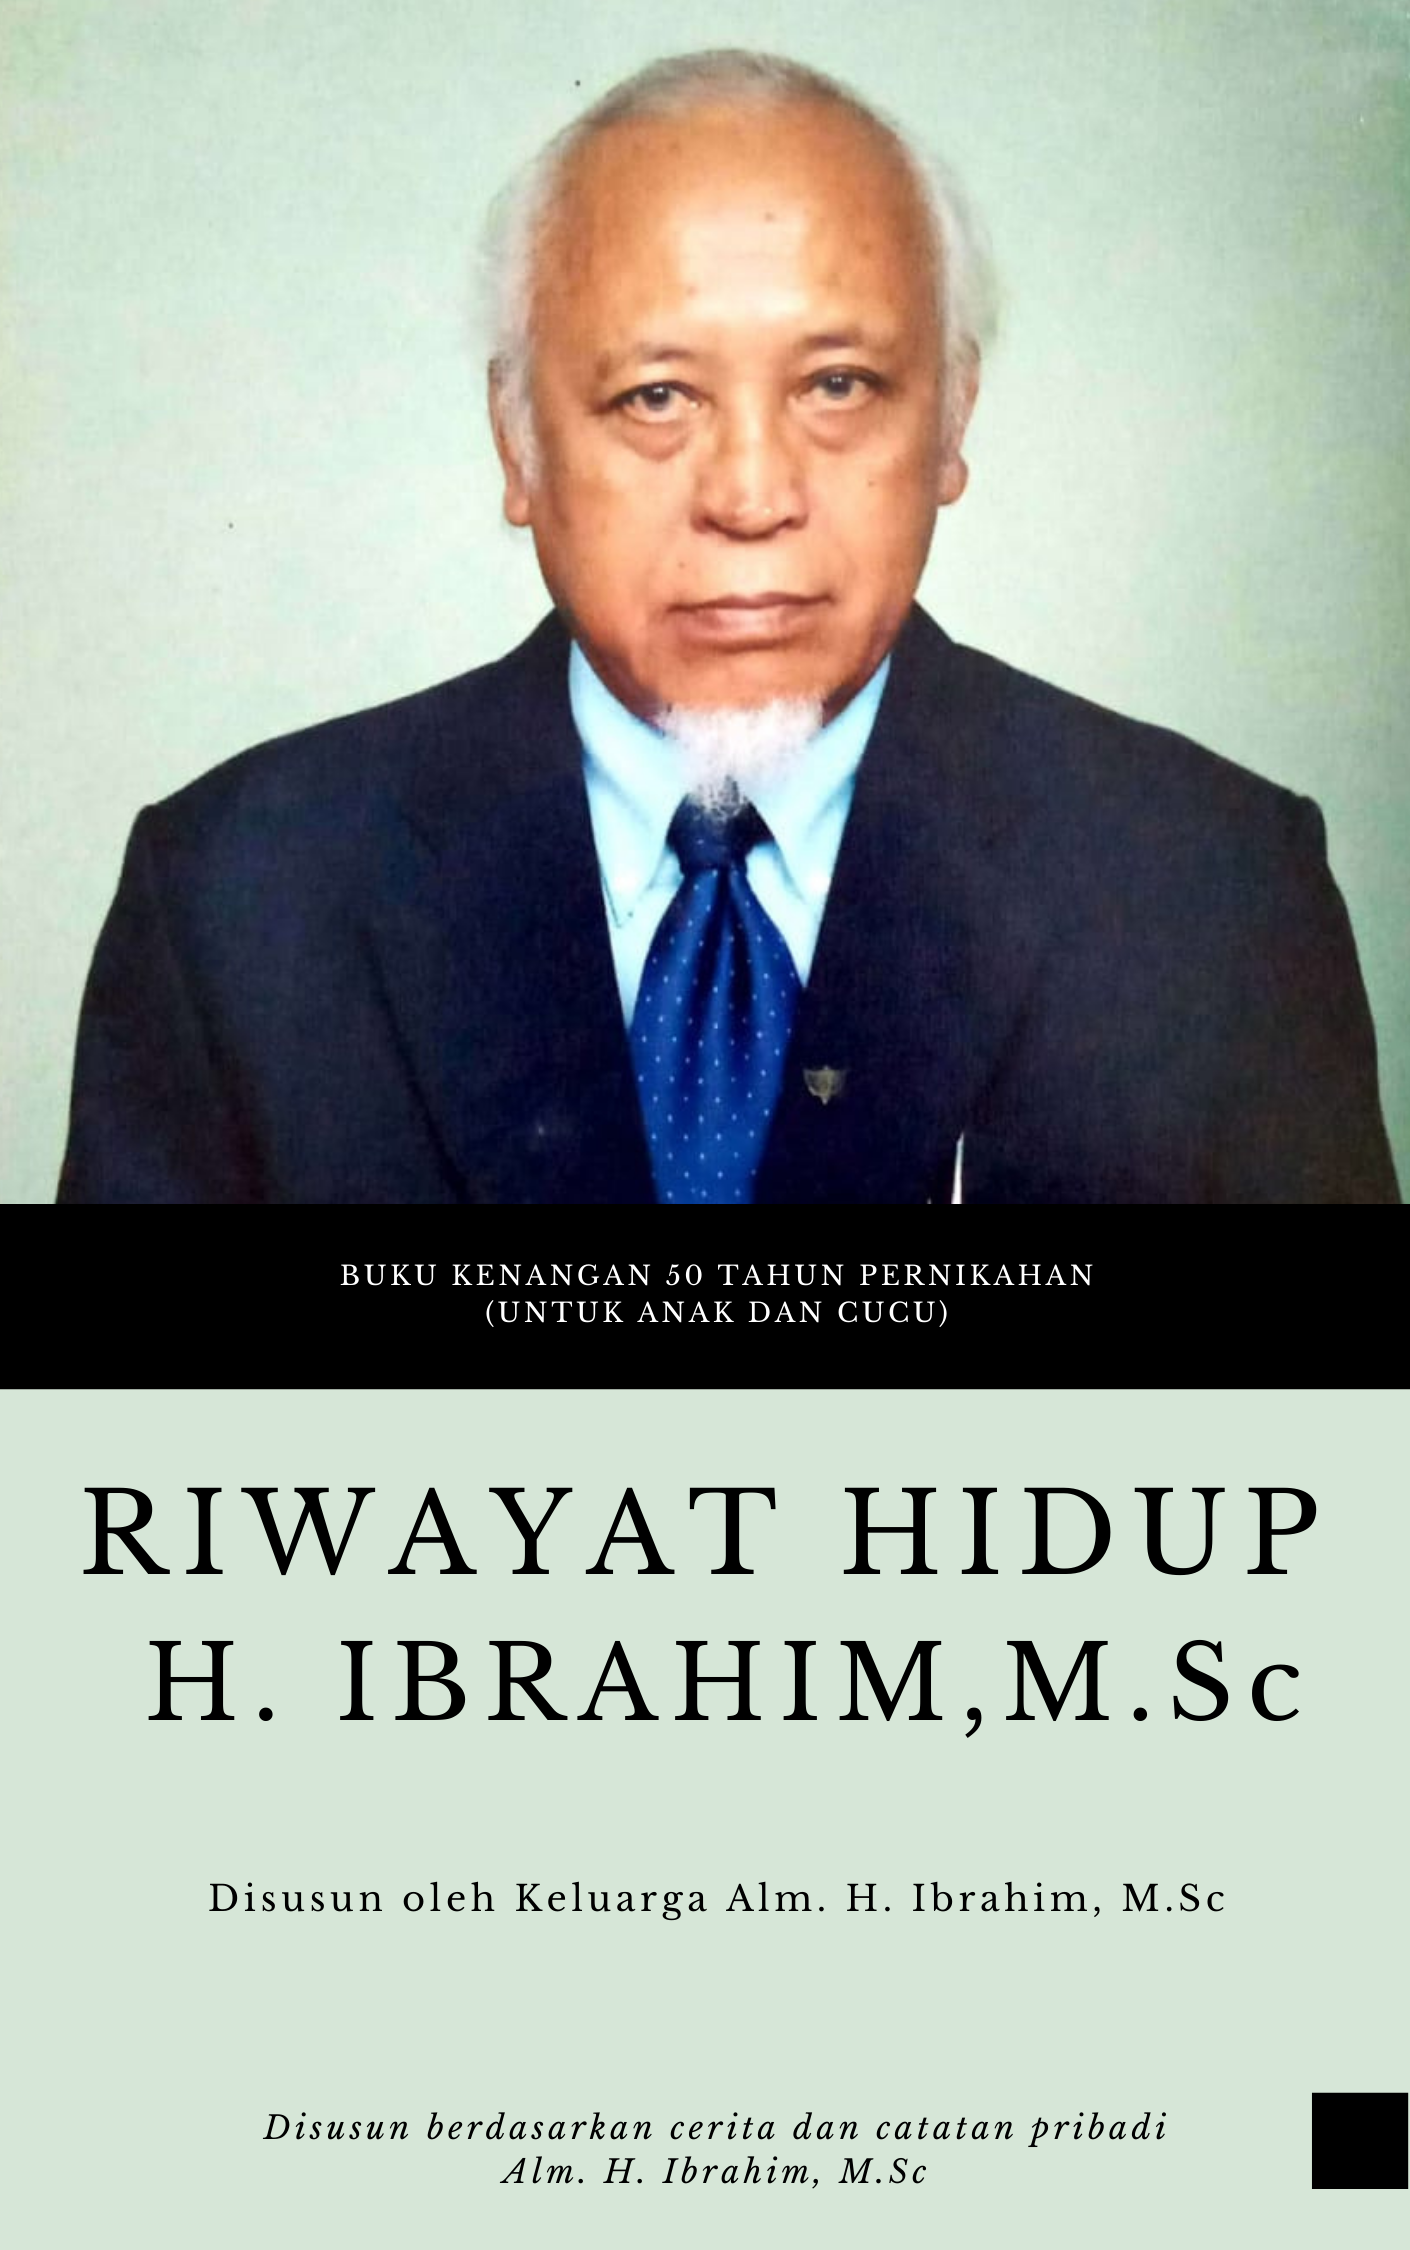 BUKU KENANGAN 50 TAHUN PERNIKAHAN
(UNTUK ANAK DAN CUCU)
RIWAYAT HIDUP
H. IBRAHIM,M.Sc
Disusun oleh Keluarga Alm. H. Ibrahim, M.Sc
Disusun berdasarkan cerita dan catatan pribadi
Alm. H. Ibrahim, M.Sc